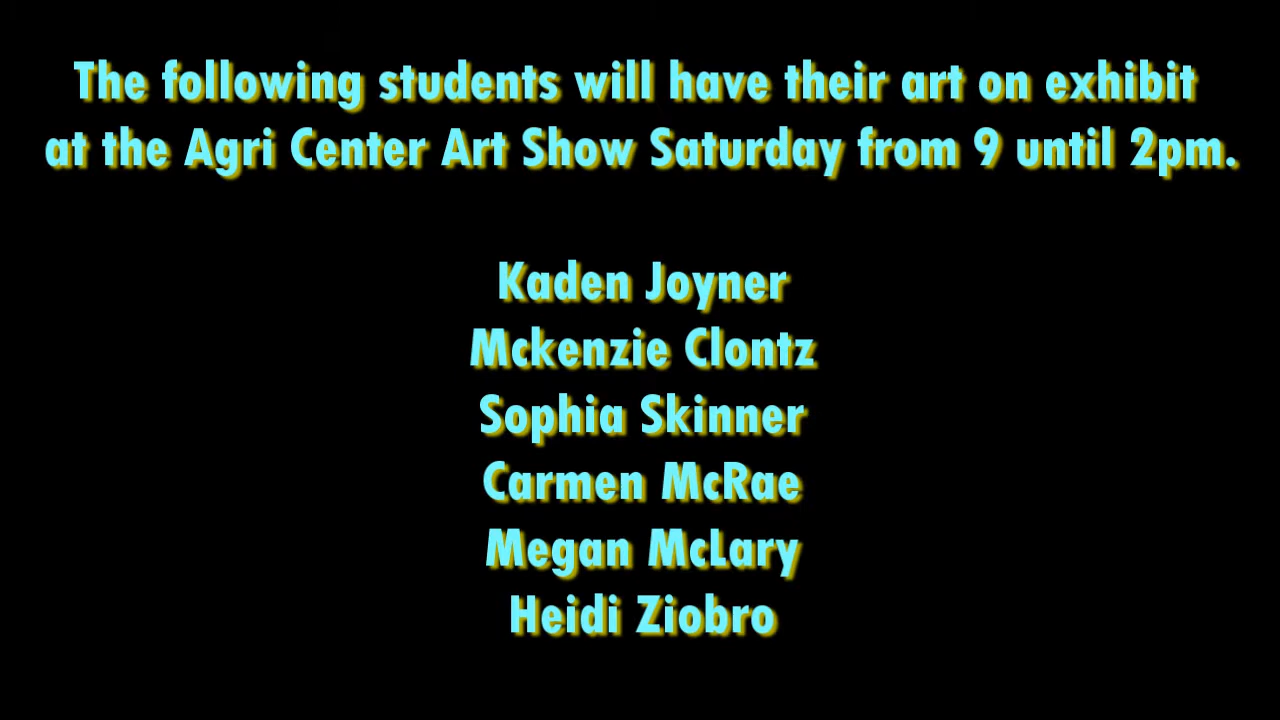 The following students will have their art on exhibit
at the Agri Center Art Show Saturday from 9 until 2pm.
Kaden Joyner
Mckenzie Clontz
Sophia Skinner
Carmen McRae
Megan McLary
Heidi Ziobro